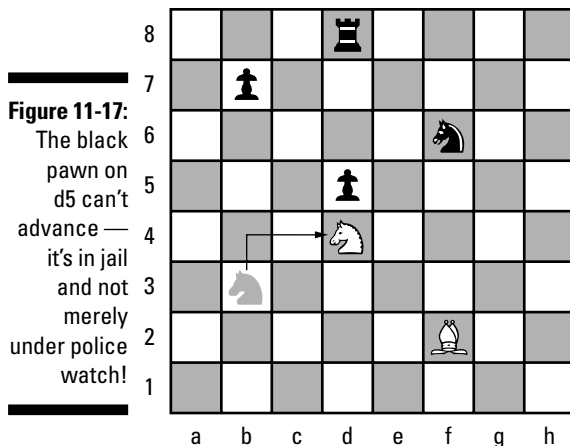 Figure 11-17:
The black
pawn on
d5 can't
advance —
it's in jail
and not
merely
under police
watch!
8
7
6
5
4
3
2
1
a b c d e f g h